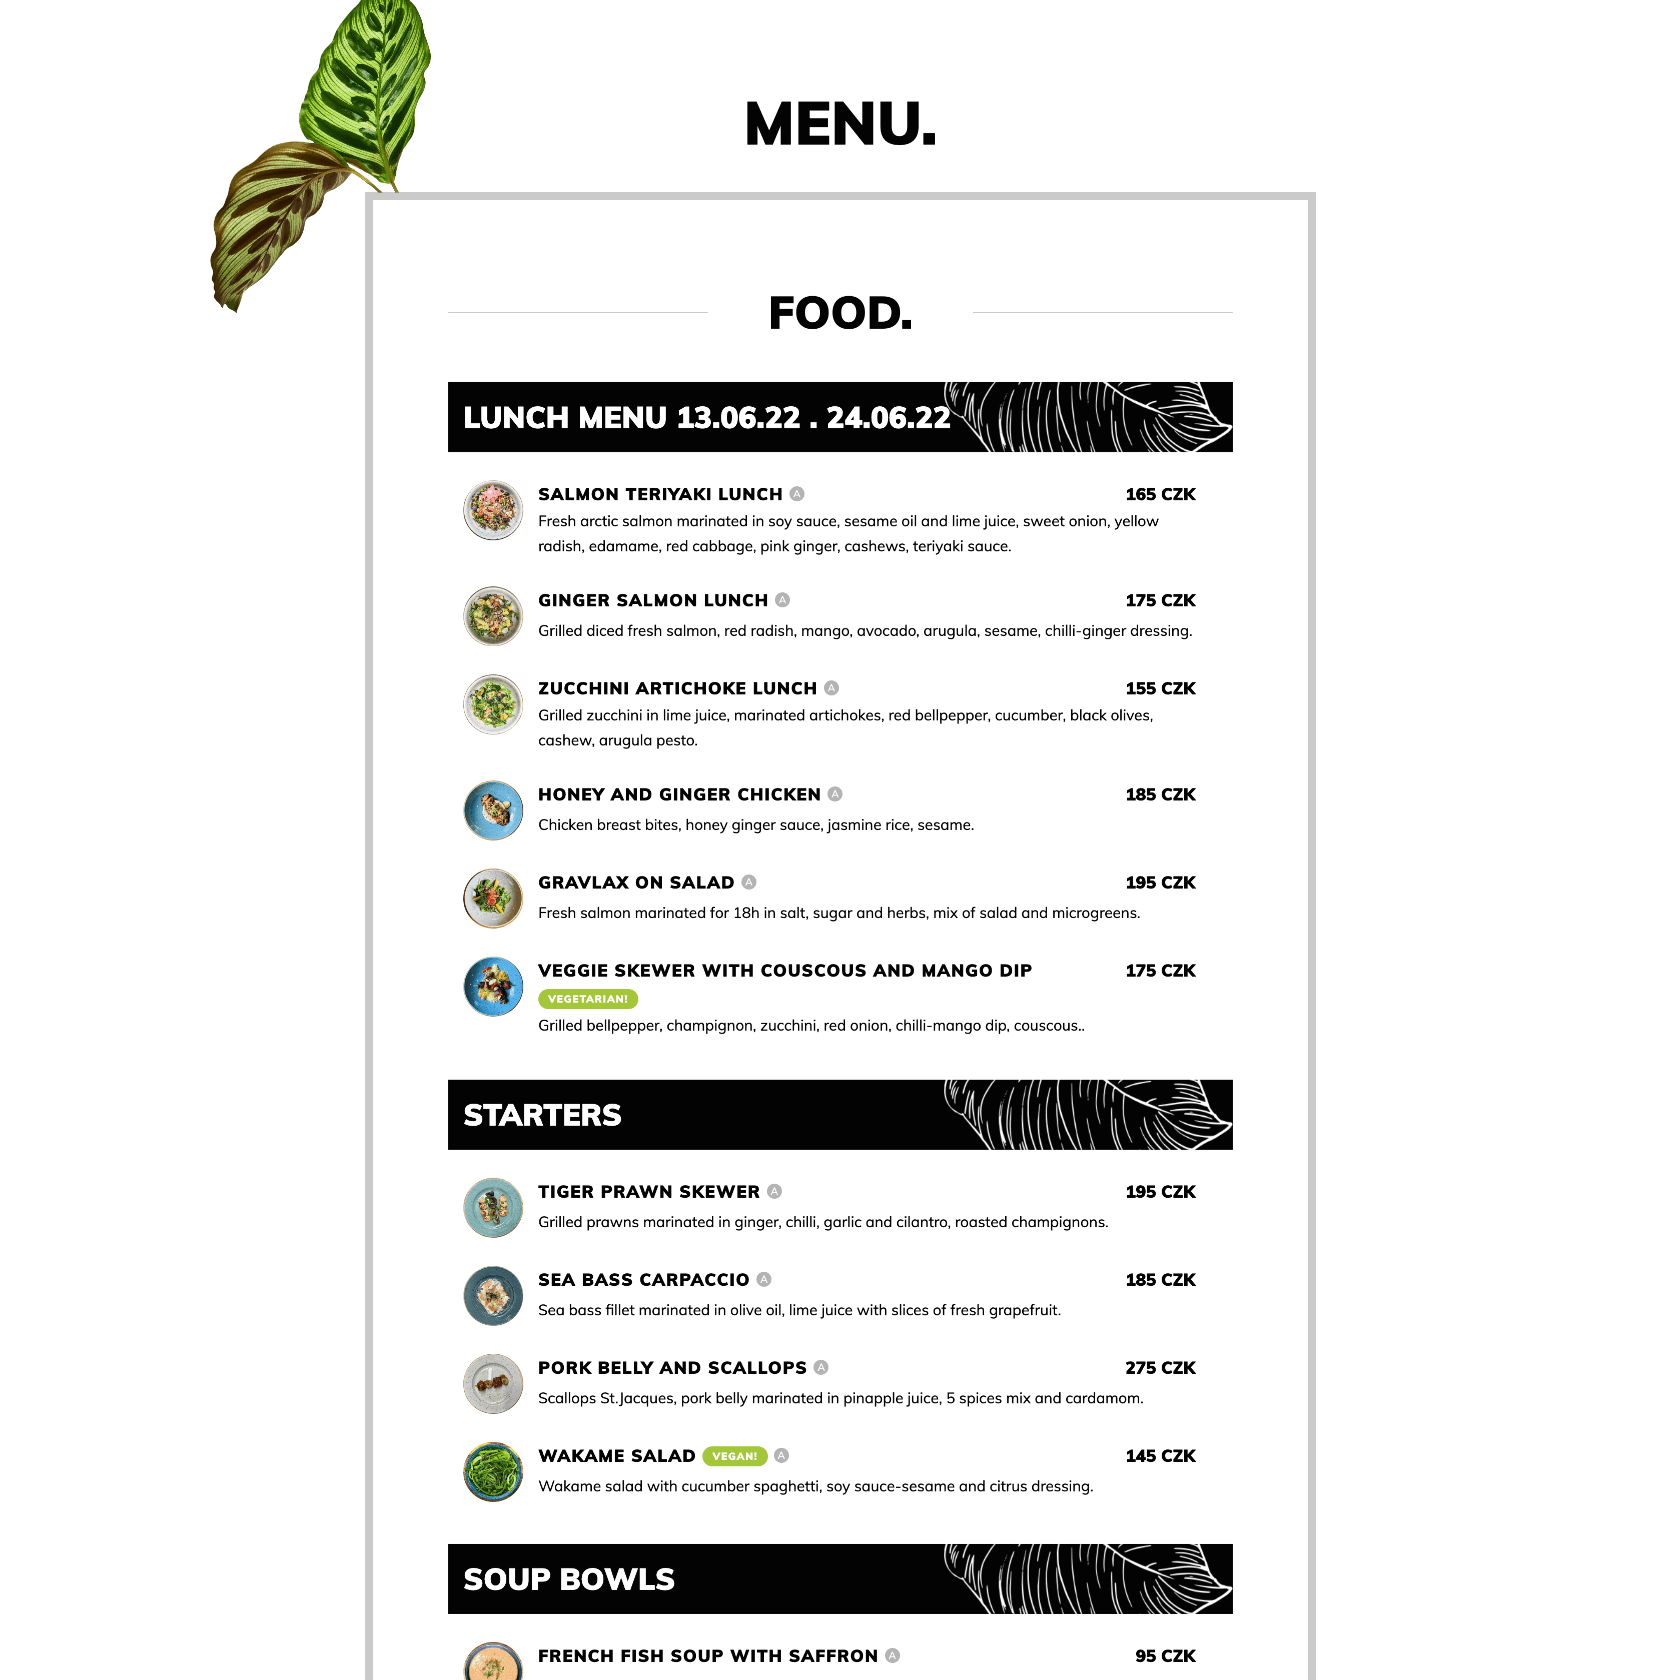 MENU.
FOOD.
LUNCH MENU 13.06.22 . 24.06.22
SALMON TERIYAKI LUNCH A 165 CZK
Fresh arctic salmon marinated in soy sauce, sesame oil and lime juice, sweet onion, yellow
radish, edamame, red cabbage, pink ginger, cashews, teriyaki sauce.
GINGER SALMON LUNCH A 175 CZK
Grilled diced fresh salmon, red radish, mango, avocado, arugula, sesame, chilli-ginger dressing.
ZUCCHINI ARTICHOKE LUNCH A 155 CZK
Grilled zucchini in lime juice, marinated artichokes, red bellpepper, cucumber, black olives,
cashew, arugula pesto.
HONEY AND GINGER CHICKEN A 185 CZK
Chicken breast bites, honey ginger sauce, jasmine rice, sesame.
GRAVLAX ON SALAD A 195 CZK
Fresh salmon marinated for 18h in salt, sugar and herbs, mix of salad and microgreens.
VEGGIE SKEWER WITH COUSCOUS AND MANGO DIP 175 CZK
VEGETARIAN!
Grilled bellpepper, champignon, zucchini, red onion, chilli-mango dip, couscous..
STARTERS
TIGER PRAWN SKEWER A 195 CZK
Grilled prawns marinated in ginger, chilli, garlic and cilantro, roasted champignons.
SEA BASS CARPACCIO A 185 CZK
Sea bass fillet marinated in olive oil, lime juice with slices of fresh grapefruit.
PORK BELLY AND SCALLOPS A 275 CZK
Scallops St.Jacques, pork belly marinated in pinapple juice, 5 spices mix and cardamom.
WAKAME SALAD VEGAN! A 145 CZK
Wakame salad with cucumber spaghetti, soy sauce-sesame and citrus dressing.
SOUP BOWLS
FRENCH FISH SOUP WITH SAFFRON A 95 CZK